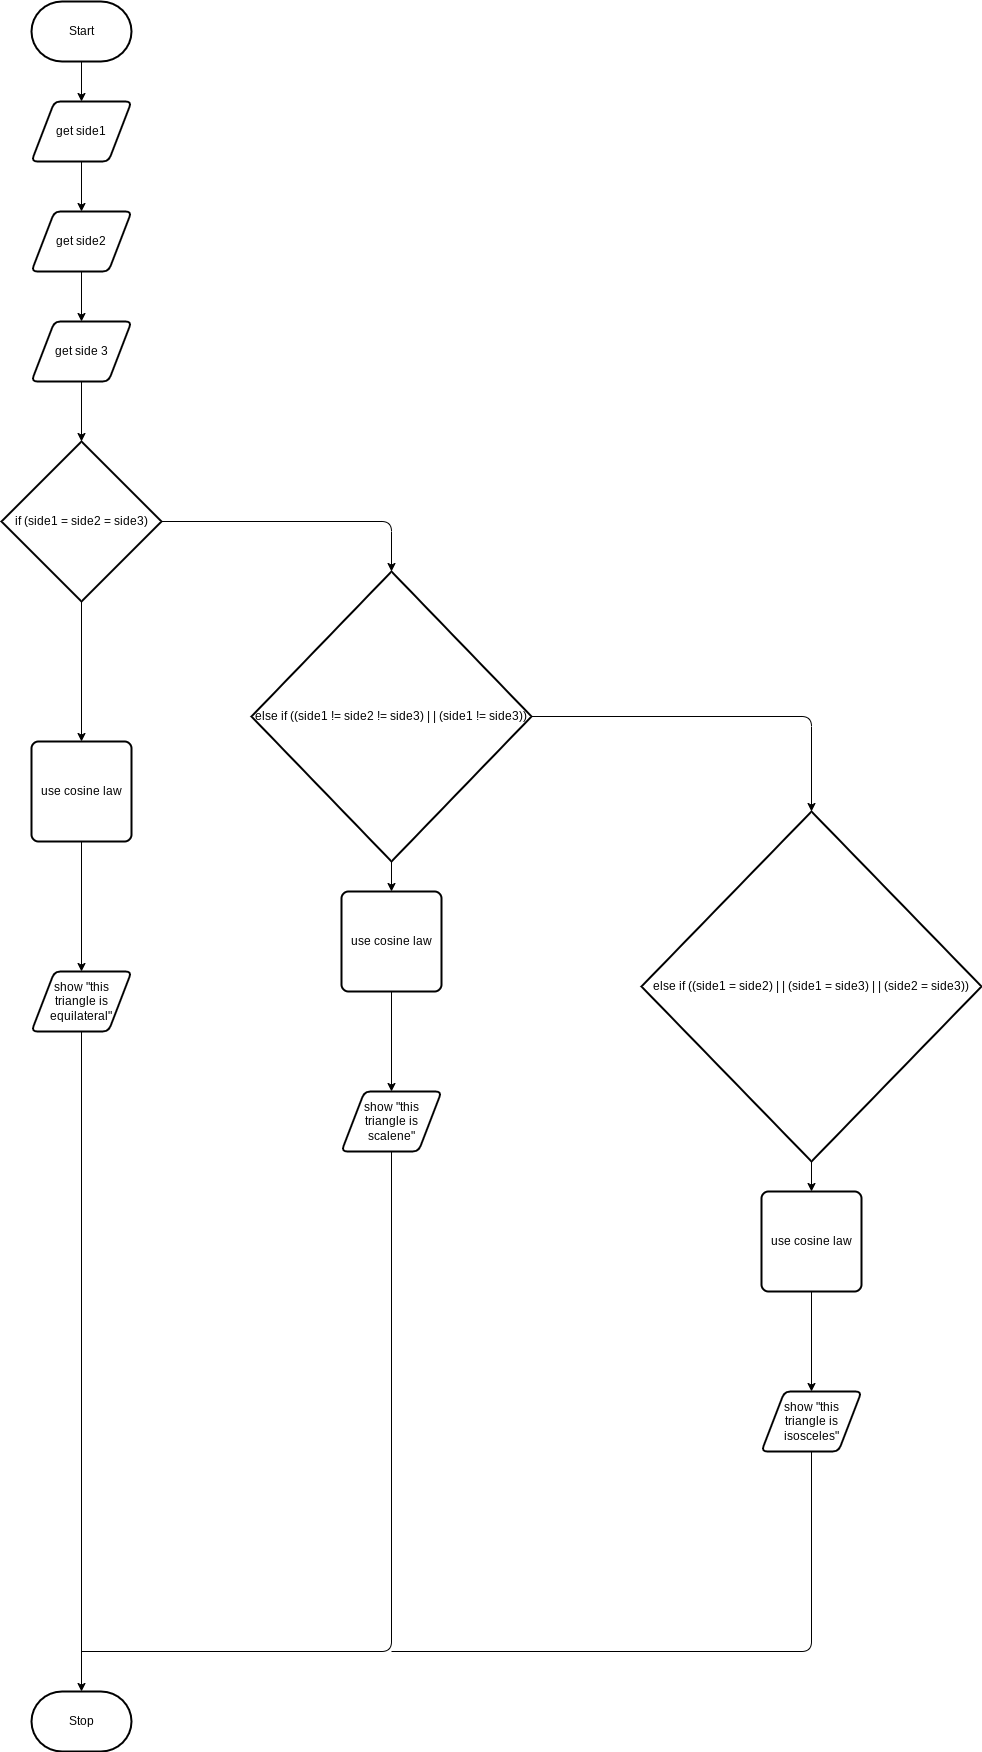 Start
get side1
get side2
get side 3
if (side1 = side2 = side3)
else if ((side1 != side2 != side3) | | (side1 != side3))
use cosine law
use cosine law
else if ((side1 = side2) | | (side1 = side3) | | (side2 = side3))
show "this
triangle is
equilateral"
show "this
triangle is
scalene"
use cosine law
show "this
triangle is
isosceles"
Stop